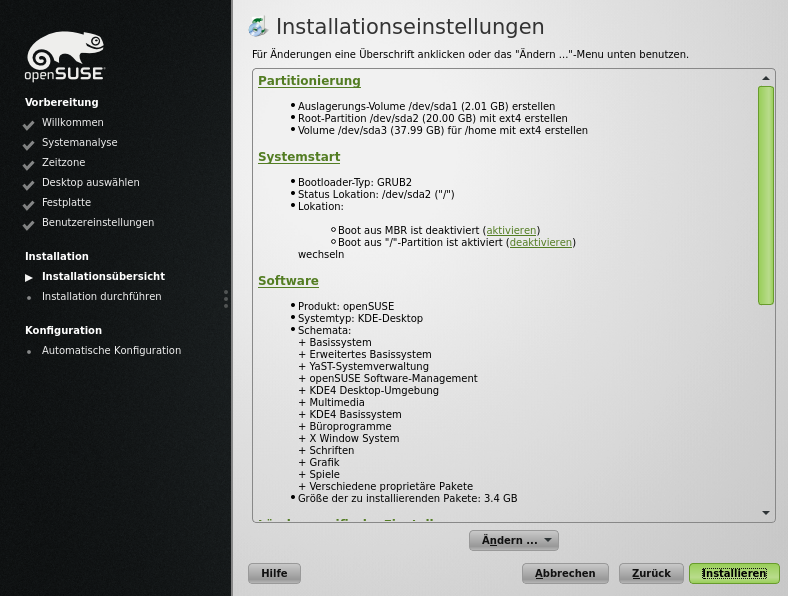 openSUSE
Vorbereitung
Willkommen
Systemanalyse
Zeitzone
Desktop auswählen
Festplatte
Benutzereinstellungen
Installation
Installationsübersicht
Installation durchführen
Konfiguration
Automatische Konfiguration
Installationseinstellungen
Für Änderungen eine Überschrift anklicken oder das "Ändern ..."-Menu unten benutzen.
Partitionierung
Auslagerungs-Volume /dev/sda1 (2.01 GB) erstellen
Root-Partition /dev/sda2 (20.00 GB) mit ext4 erstellen
Volume /dev/sda3 (37.99 GB) für /home mit ext4 erstellen
Systemstart
Bootloader-Typ: GRUB2
Status Lokation: /dev/sda2 ("/")
Lokation:
Boot aus MBR ist deaktiviert (aktivieren)
Boot aus "/"-Partition ist aktiviert (deaktivieren)
wechseln
Software
Produkt: openSUSE
Systemtyp: KDE-Desktop
Schemata:
+ Basissystem
+ Erweitertes Basissystem
+ YaST-Systemverwaltung
+ openSUSE Software-Management
+ KDE4 Desktop-Umgebung
+ Multimedia
+ KDE4 Basissystem
+ Büroprogramme
+ X Window System
+ Schriften
+ Grafik
+ Spiele
+ Verschiedene proprietäre Pakete
Größe der zu installierenden Pakete: 3.4 GB
Ändern ...
Hilfe
Abbrechen
Zurück
Installieren